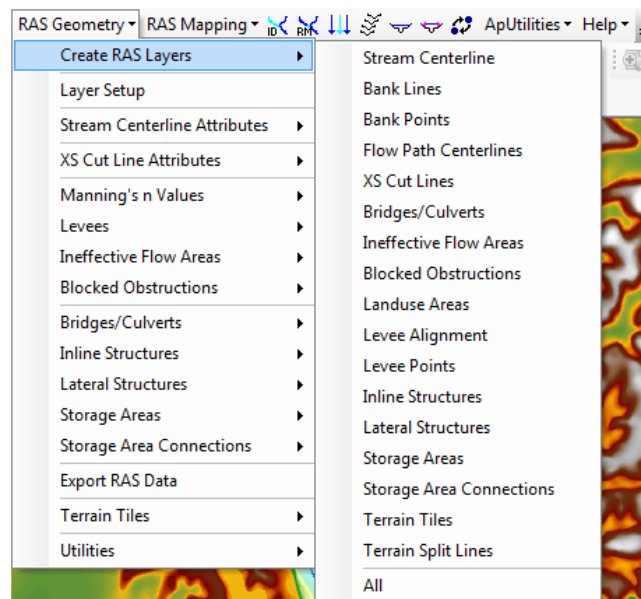 RAS Geometry RAS Mapping ID RM ApUtilities Help
Create RAS Layers
Layer Setup
Stream Centerline Attributes
XS Cut Line Attributes
Manning's n Values
Levees
Ineffective Flow Areas
Blocked Obstructions
Bridges/Culverts
Inline Structures
Lateral Structures
Storage Areas
Storage Area Connections
Export RAS Data
Terrain Tiles
Utilities
Stream Centerline
Bank Lines
Bank Points
Flow Path Centerlines
XS Cut Lines
Bridges/Culverts
Ineffective Flow Areas
Blocked Obstructions
Landuse Areas
Levee Alignment
Levee Points
Inline Structures
Lateral Structures
Storage Areas
Storage Area Connections
Terrain Tiles
Terrain Split Lines
All